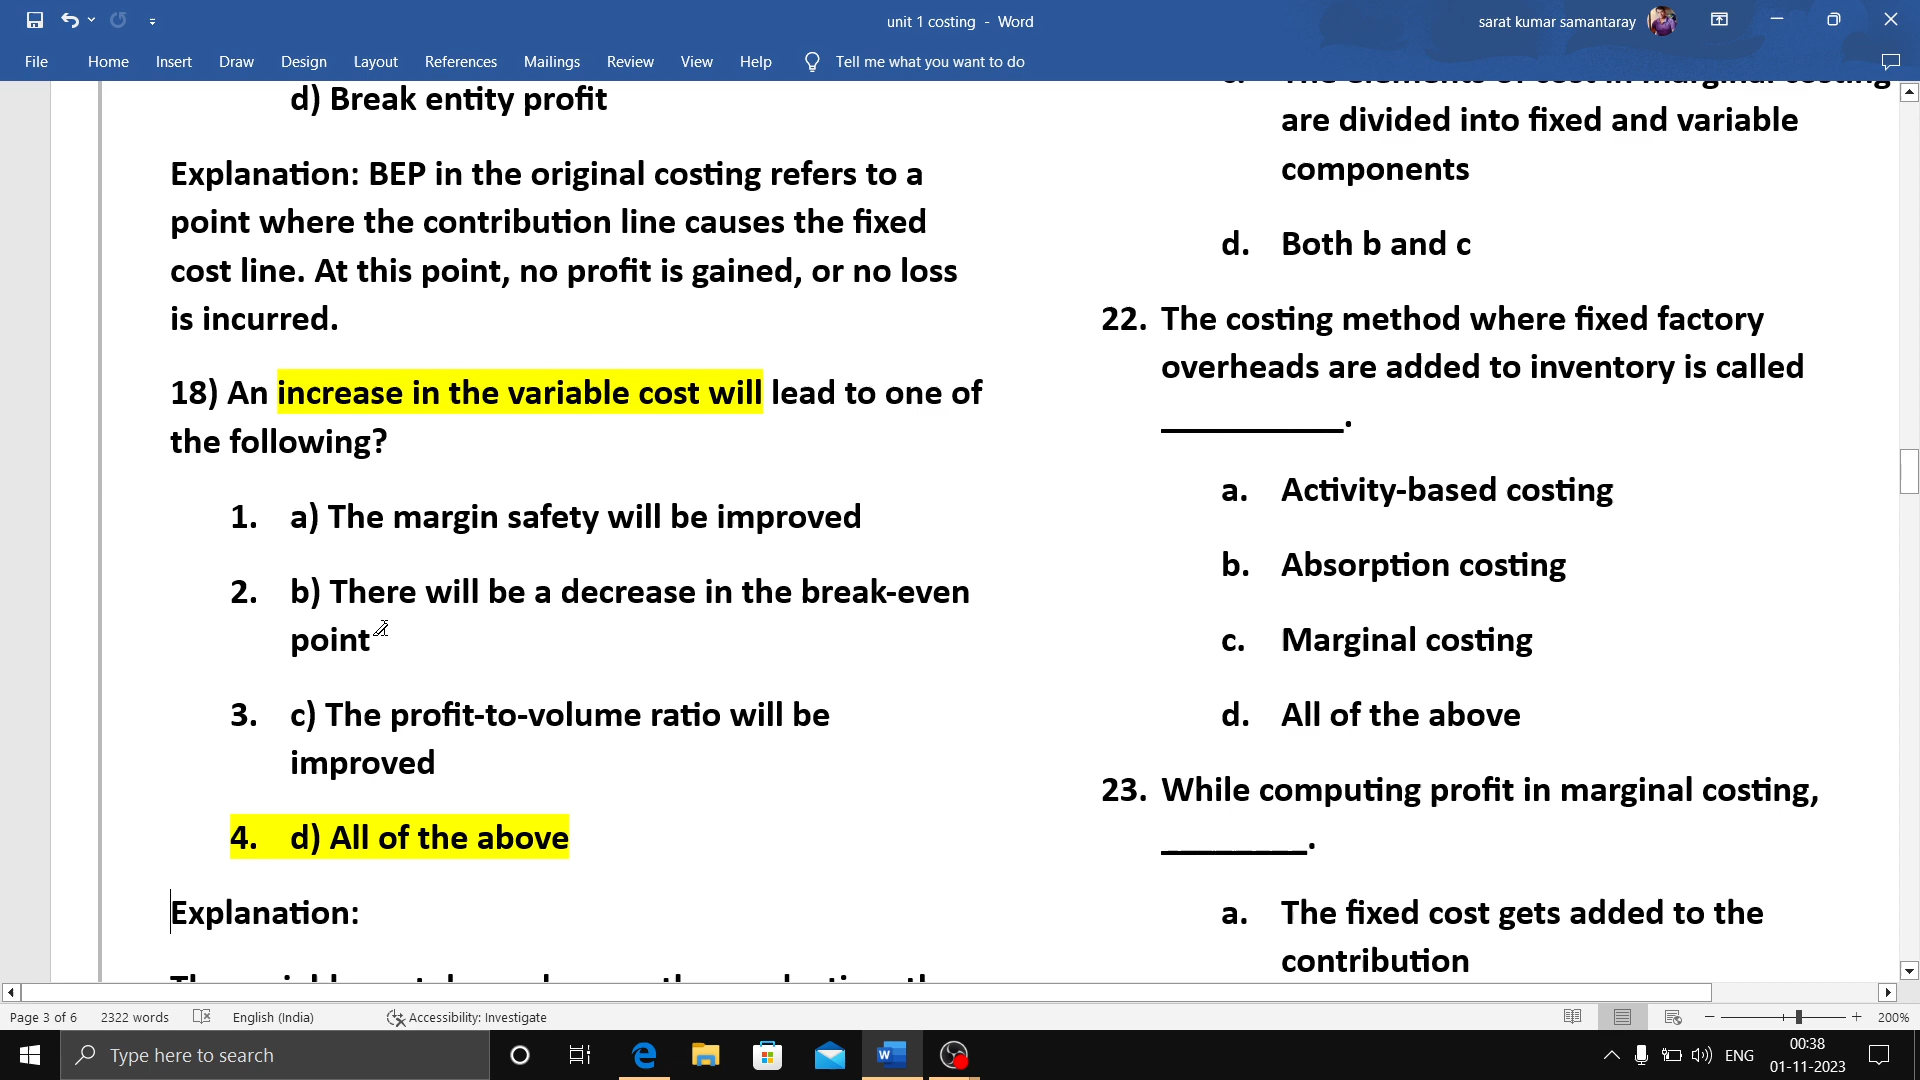 unit 1 costing - Word
sarat kumar samantaray
File Home Insert Draw Design Layout References Mailings Review View Help Tell me what you want to do
d) Break entity profit
Explanation: BEP in the original costing refers to a
point where the contribution line causes the fixed
cost line. At this point, no profit is gained, or no loss
is incurred.
18) An increase in the variable cost will lead to one of
the following?
1. a) The margin safety will be improved
2. b) There will be a decrease in the break-even
point
3. c) The profit-to-volume ratio will be
improved
4. d) All of the above
Explanation:
The elements of cost in marginal costing
are divided into fixed and variable
components
d. Both b and c
22. The costing method where fixed factory
overheads are added to inventory is called
____________.
a. Activity-based costing
b. Absorption costing
c. Marginal costing
d. All of the above
23. While computing profit in marginal costing,
________.
a. The fixed cost gets added to the
contribution
Page 3 of 6 2322 words English (India) Accessibility: Investigate 200%
Type here to search
ENG
00:38
01-11-2023